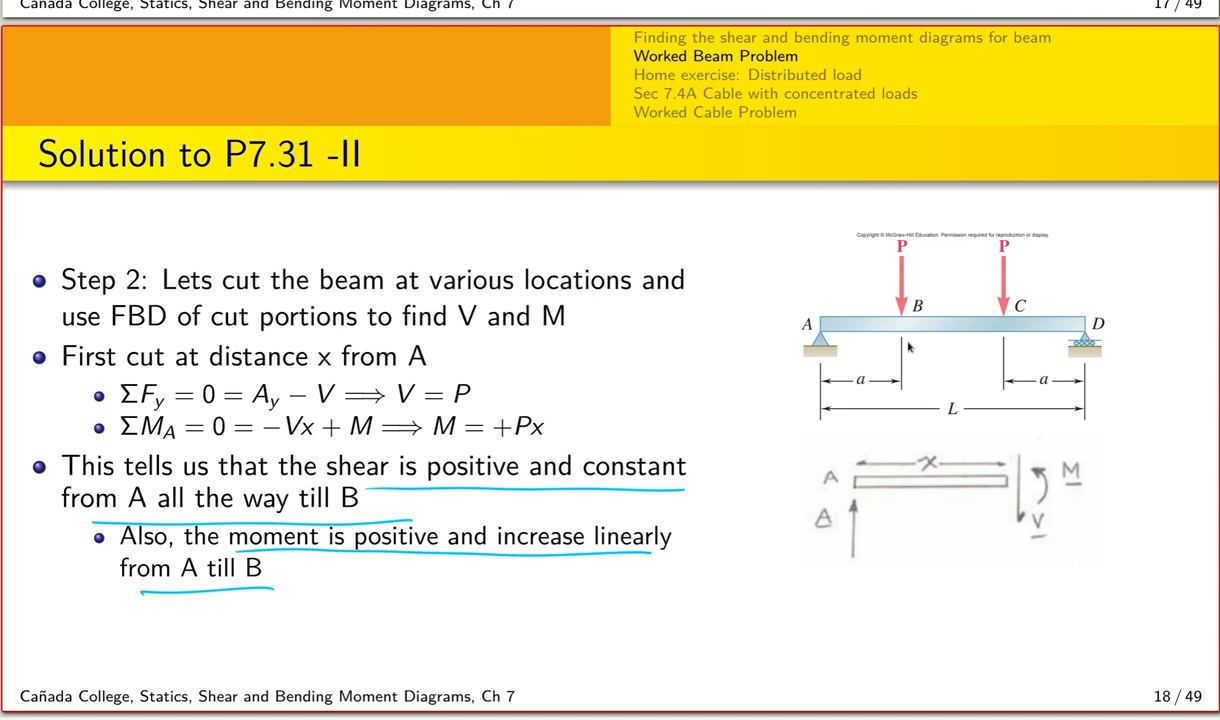 Cañada College, Statics, Shear and Bending Moment Diagrams, Ch 7
17 / 49
Finding the shear and bending moment diagrams for beam
Worked Beam Problem
Home exercise: Distributed load
Sec 7.4A Cable with concentrated loads
Worked Cable Problem
Solution to P7.31 -II
Step 2: Lets cut the beam at various locations and
use FBD of cut portions to find V and M
First cut at distance x from A
ΣF_y = 0 = A_y − V ⟹ V = P
ΣM_A = 0 = −Vx + M ⟹ M = +Px
This tells us that the shear is positive and constant
from A all the way till B
Also, the moment is positive and increase linearly
from A till B
Copyright © McGraw-Hill Education. Permission required for reproduction or display.
P P
B C
A D
a a
L
x
A M
A V
Cañada College, Statics, Shear and Bending Moment Diagrams, Ch 7
18 / 49